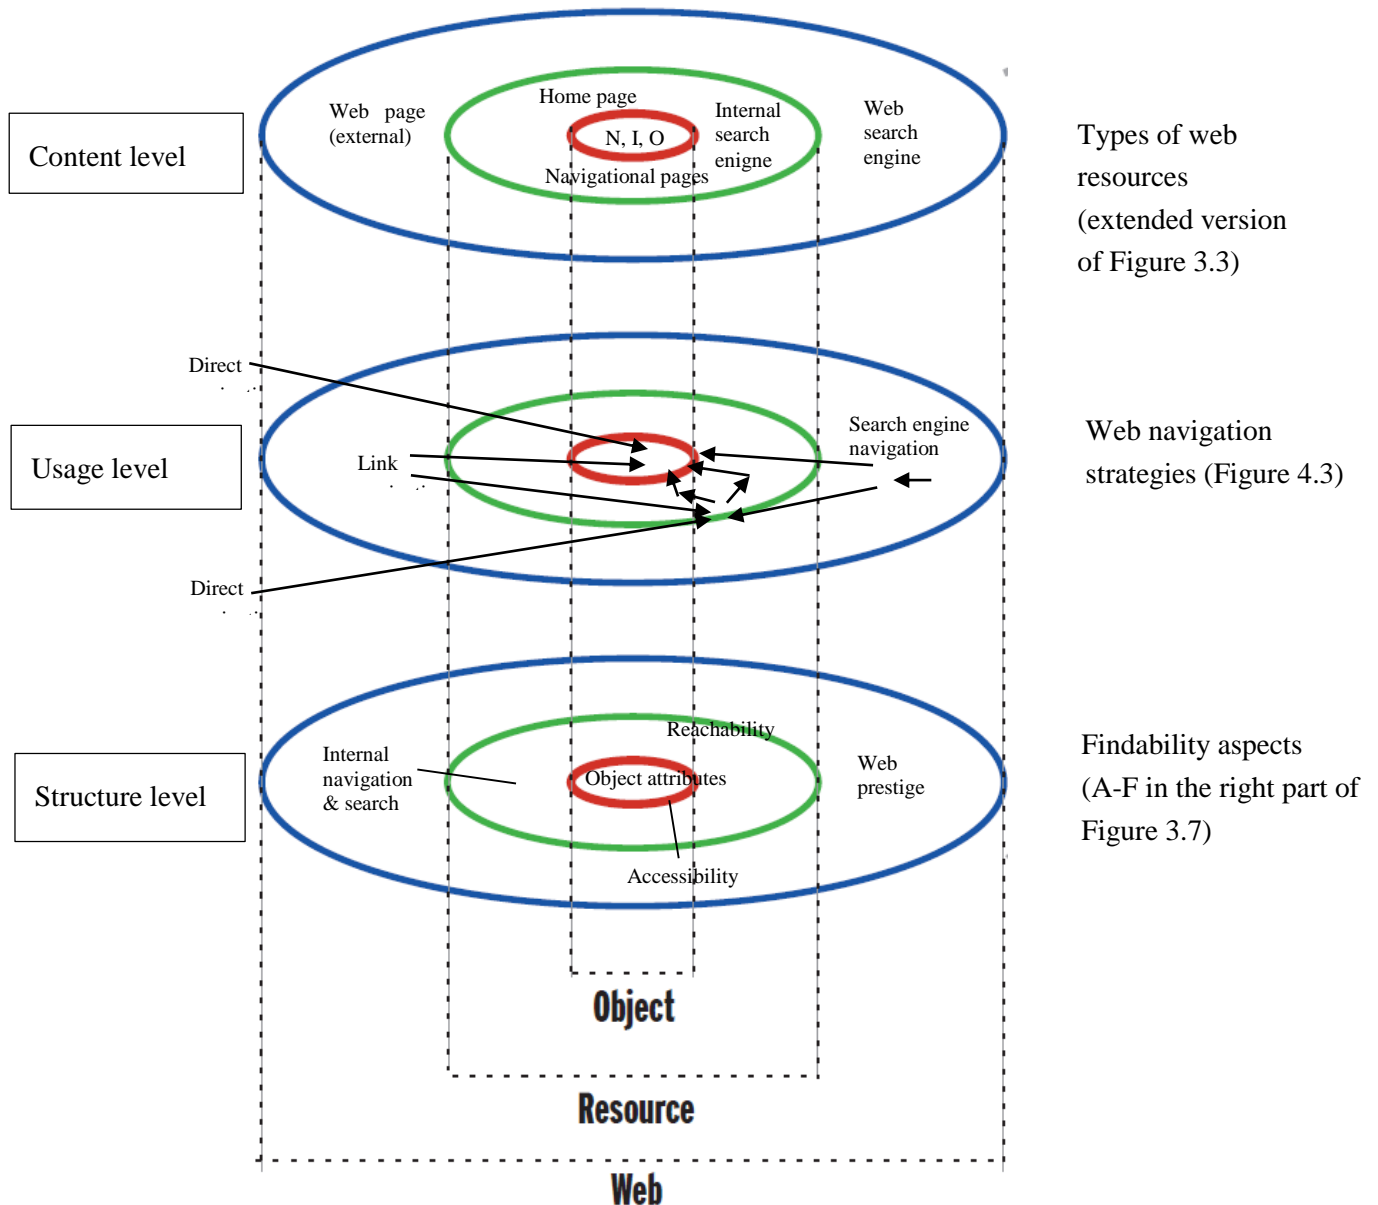 Home page
Web page
(external)
Internal
search
enigne
Web
search
engine
N, I, O
Navigational pages
Content level
Types of web
resources
(extended version
of Figure 3.3)
Direct
Usage level
Link
Search engine
navigation
Web navigation
strategies (Figure 4.3)
Direct
Structure level
Internal
navigation
& search
Reachability
Object attributes
Web
prestige
Accessibility
Findability aspects
(A-F in the right part of
Figure 3.7)
Object
Resource
Web